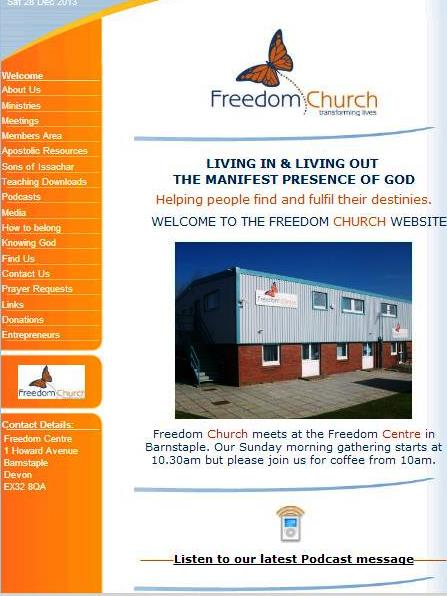 Sat 28 Dec 2013
Welcome
About Us
Ministries
Meetings
Members Area
Apostolic Resources
Sons of Issachar
Teaching Downloads
Podcasts
Media
How to belong
Knowing God
Find Us
Contact Us
Prayer Requests
Links
Donations
Entrepreneurs
Freedom Church
Contact Details:
Freedom Centre
1 Howard Avenue
Barnstaple
Devon
EX32 8QA
Freedom Church
transforming lives
LIVING IN & LIVING OUT
THE MANIFEST PRESENCE OF GOD
Helping people find and fulfil their destinies.
WELCOME TO THE FREEDOM CHURCH WEBSITE
Freedom Centre
Freedom Church meets at the Freedom Centre in
Barnstaple. Our Sunday morning gathering starts at
10.30am but please join us for coffee from 10am.
Listen to our latest Podcast message